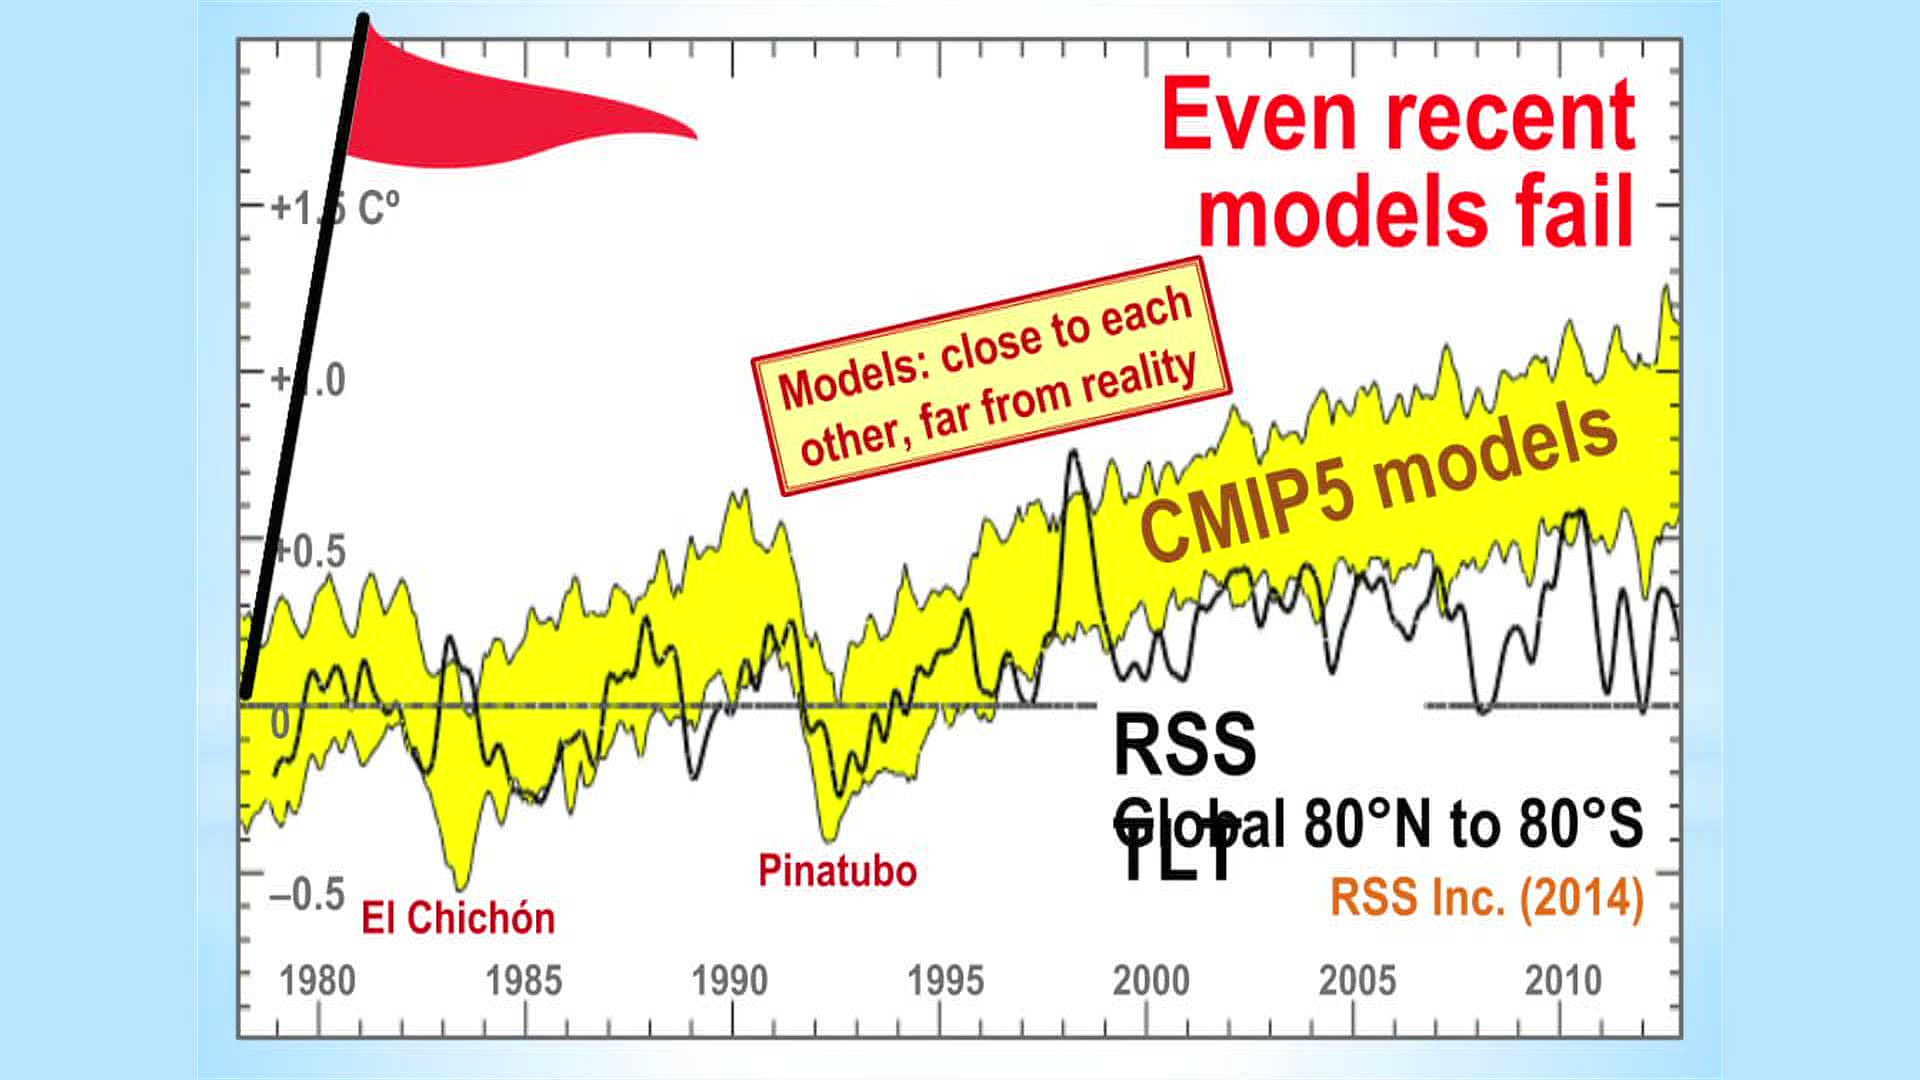 Even recent
models fail
+1.5 Cº
Models: close to each
other, far from reality
+1.0
CMIP5 models
+0.5
0
RSS
TLT
Global 80°N to 80°S
Pinatubo
–0.5
RSS Inc. (2014)
El Chichón
1980 1985 1990 1995 2000 2005 2010